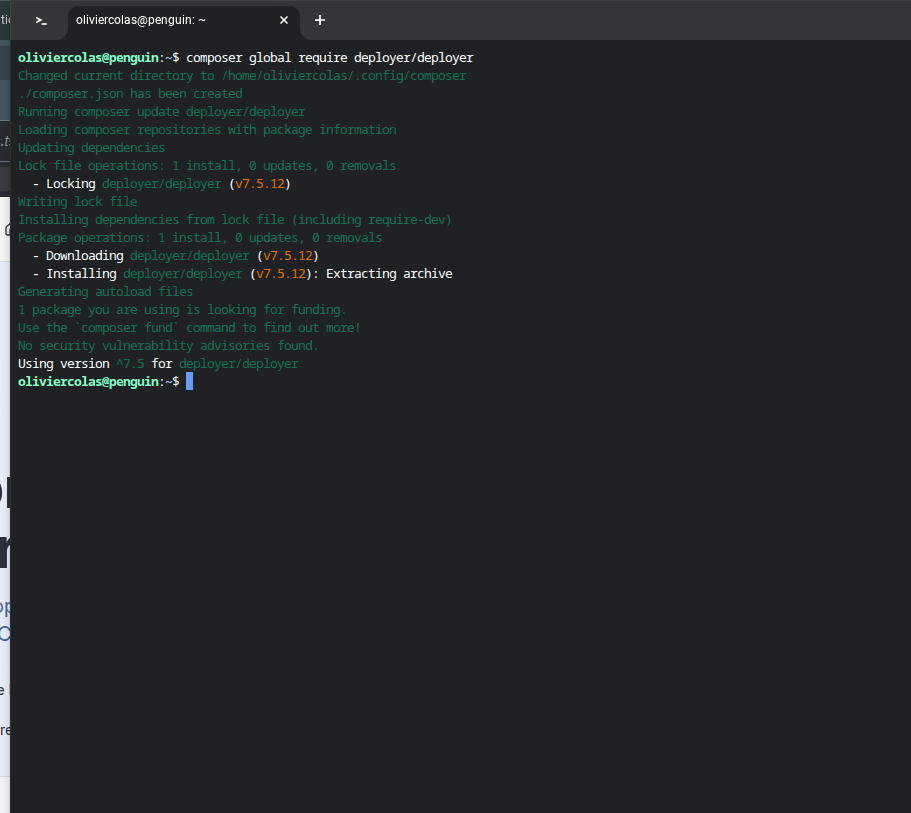 oliviercolas@penguin: ~
oliviercolas@penguin:~$ composer global require deployer/deployer
Changed current directory to /home/oliviercolas/.config/composer
./composer.json has been created
Running composer update deployer/deployer
Loading composer repositories with package information
Updating dependencies
Lock file operations: 1 install, 0 updates, 0 removals
  - Locking deployer/deployer (v7.5.12)
Writing lock file
Installing dependencies from lock file (including require-dev)
Package operations: 1 install, 0 updates, 0 removals
  - Downloading deployer/deployer (v7.5.12)
  - Installing deployer/deployer (v7.5.12): Extracting archive
Generating autoload files
1 package you are using is looking for funding.
Use the `composer fund` command to find out more!
No security vulnerability advisories found.
Using version ^7.5 for deployer/deployer
oliviercolas@penguin:~$